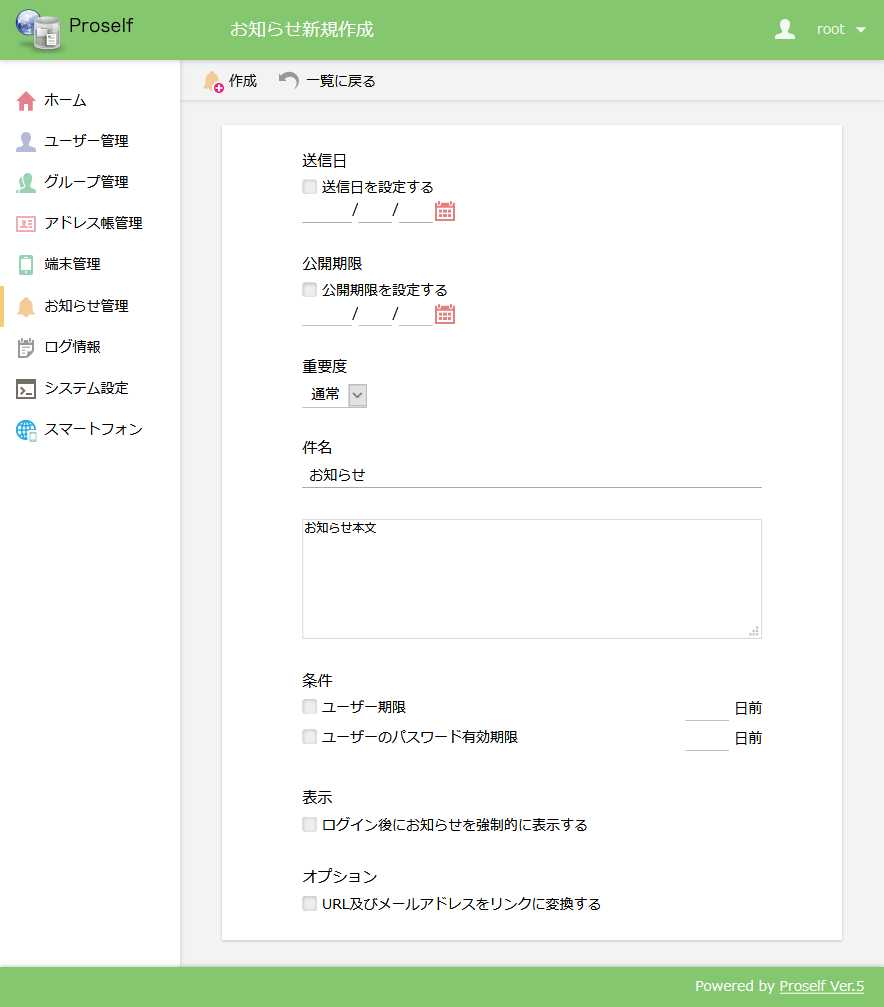 Proself
お知らせ新規作成
root
作成 一覧に戻る
ホーム
ユーザー管理
グループ管理
アドレス帳管理
端末管理
お知らせ管理
ログ情報
システム設定
スマートフォン
送信日
送信日を設定する
/ /
公開期限
公開期限を設定する
/ /
重要度
通常
件名
お知らせ
お知らせ本文
条件
ユーザー期限 日前
ユーザーのパスワード有効期限 日前
表示
ログイン後にお知らせを強制的に表示する
オプション
URL及びメールアドレスをリンクに変換する
Powered by Proself Ver.5